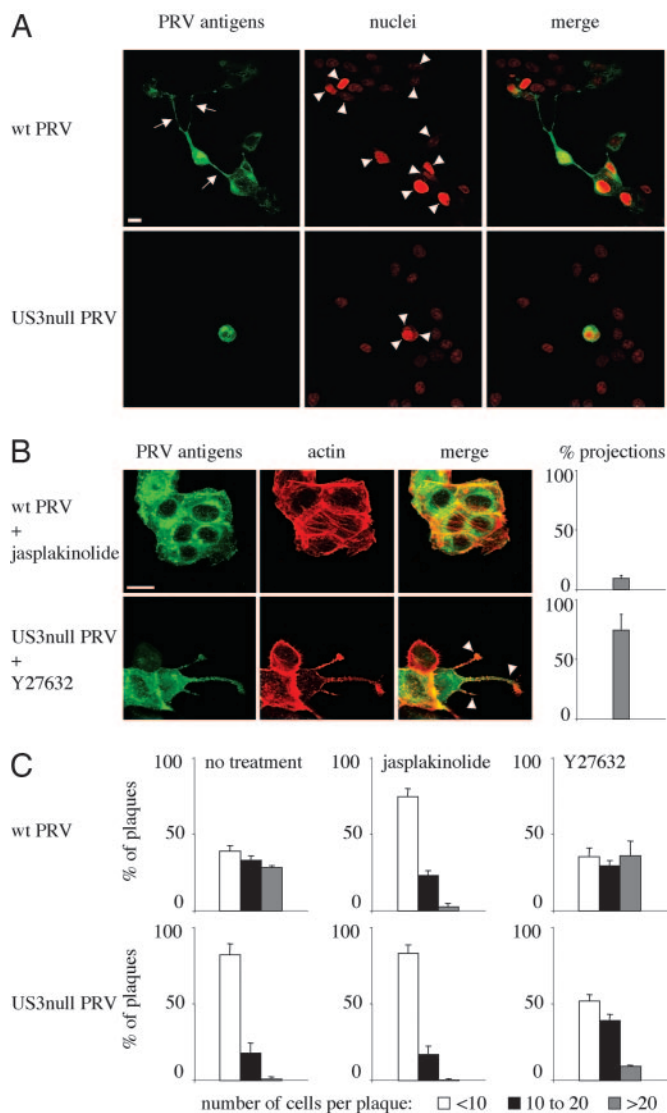 A
PRV antigens nuclei merge
wt PRV
US3null PRV
B
PRV antigens actin merge % projections
wt PRV
+
jasplakinolide
100
50
0
US3null PRV
+
Y27632
100
50
0
C
no treatment jasplakinolide Y27632
wt PRV
% of plaques
100 100 100
50 50 50
0 0 0
US3null PRV
% of plaques
100 100 100
50 50 50
0 0 0
number of cells per plaque: <10 10 to 20 >20